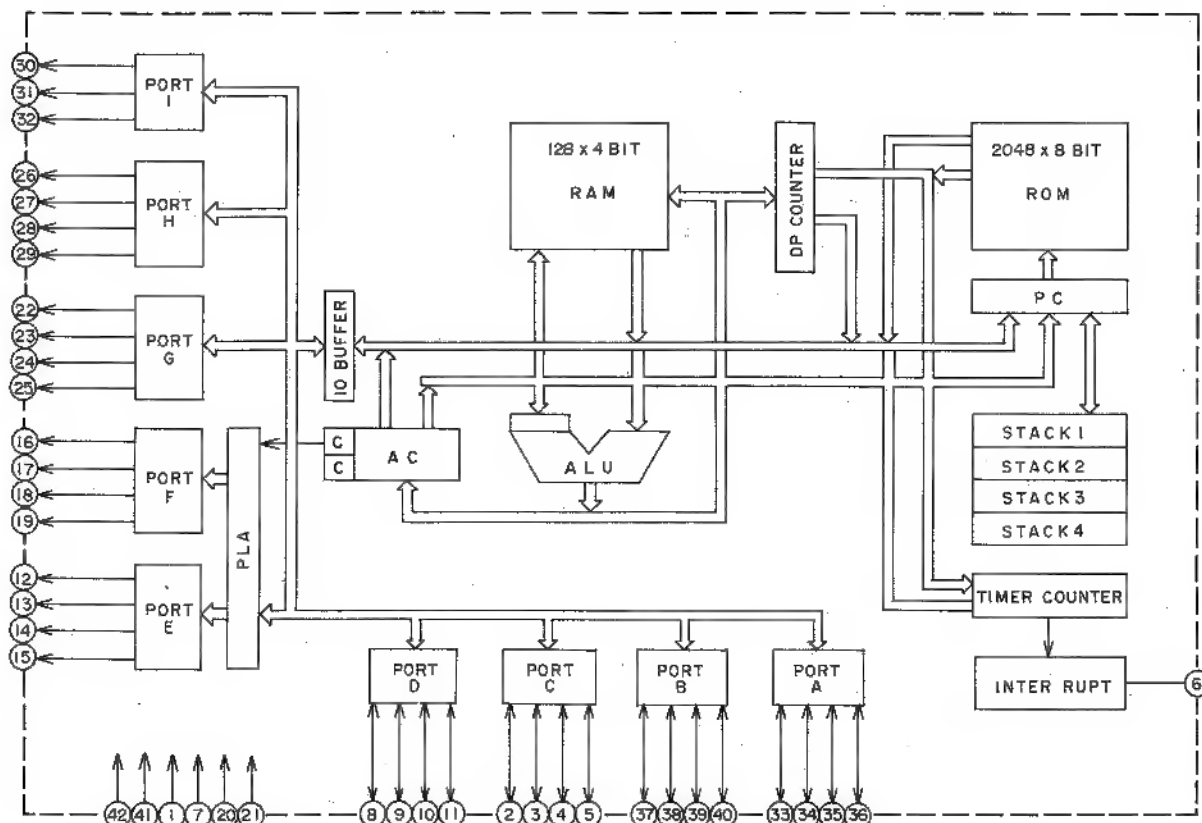 30
31
32
PORT
I
26
27
28
29
PORT
H
22
23
24
25
PORT
G
16
17
18
19
PORT
F
12
13
14
15
PORT
E
PLA
IO BUFFER
C
C
AC
128 x 4 BIT
RAM
ALU
DP COUNTER
2048 x 8 BIT
ROM
PC
STACK 1
STACK 2
STACK 3
STACK 4
TIMER COUNTER
INTER RUPT
6
PORT
D
PORT
C
PORT
B
PORT
A
42 41 1 7 20 21
8 9 10 11
2 3 4 5
37 38 39 40
33 34 35 36